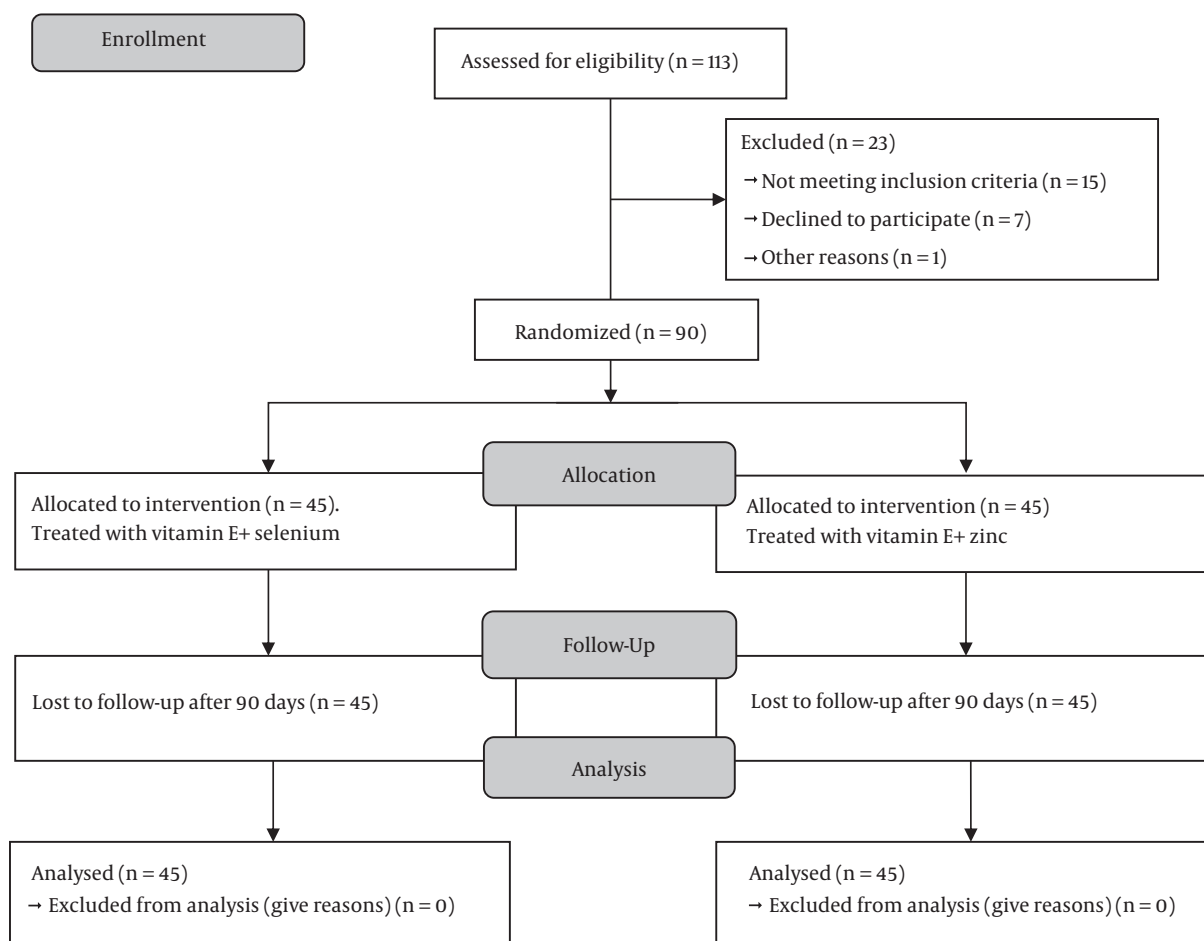 Enrollment
Assessed for eligibility (n = 113)
Excluded (n = 23)
→ Not meeting inclusion criteria (n = 15)
→ Declined to participate (n = 7)
→ Other reasons (n = 1)
Randomized (n = 90)
Allocation
Allocated to intervention (n = 45).
Treated with vitamin E+ selenium
Allocated to intervention (n = 45)
Treated with vitamin E+ zinc
Follow-Up
Lost to follow-up after 90 days (n = 45)
Lost to follow-up after 90 days (n = 45)
Analysis
Analysed (n = 45)
→ Excluded from analysis (give reasons) (n = 0)
Analysed (n = 45)
→ Excluded from analysis (give reasons) (n = 0)